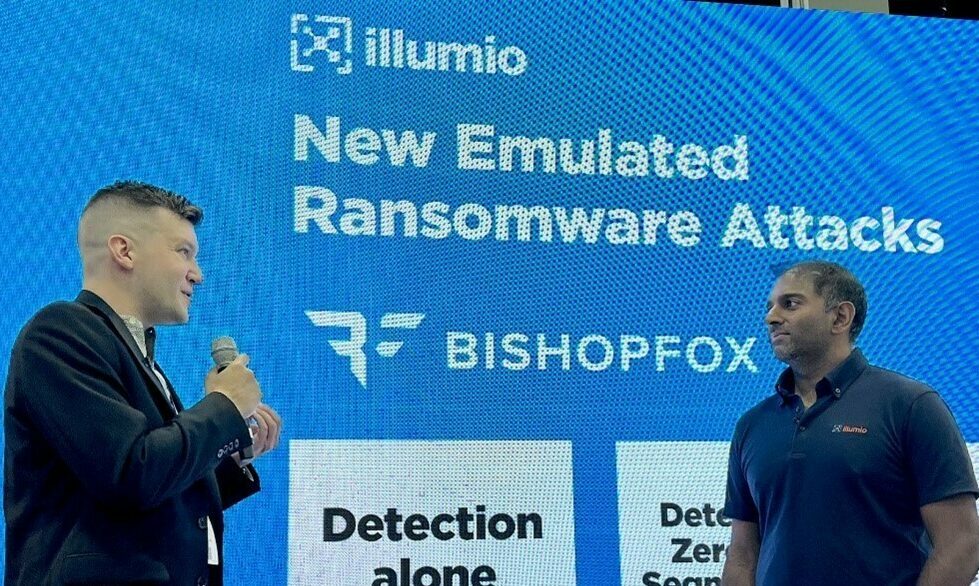 illumio
New Emulated
Ransomware Attacks
BISHOPFOX
Detection
alone
illumio